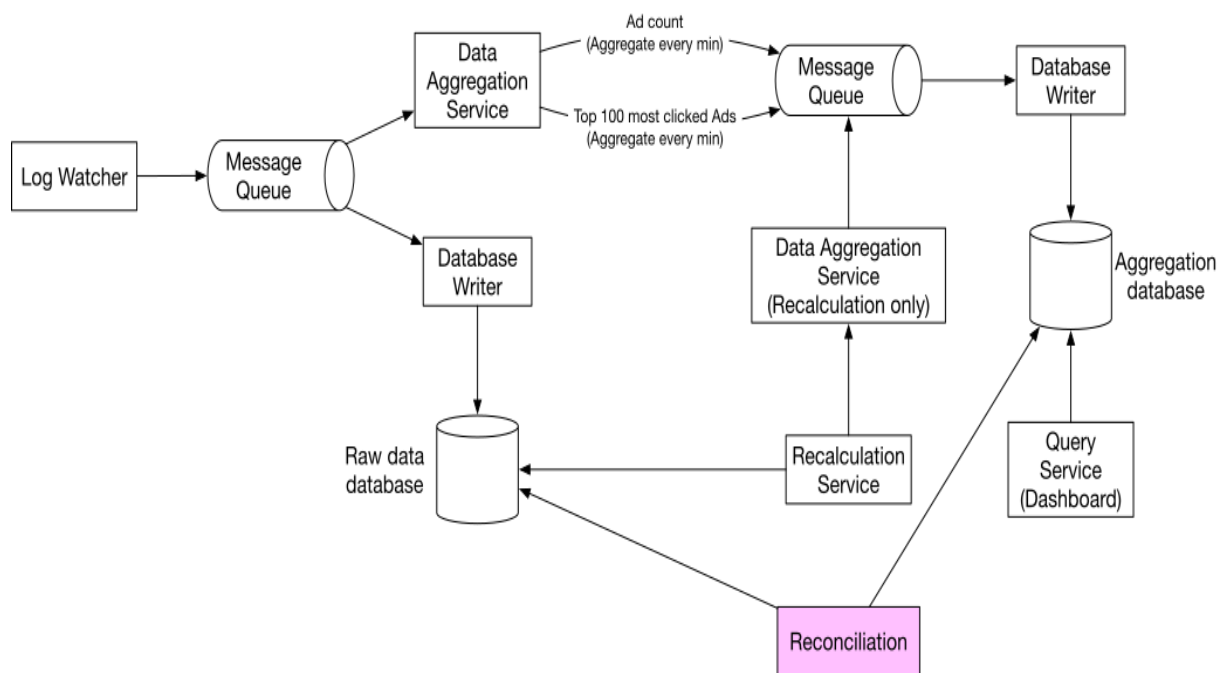 Ad count
(Aggregate every min)
Data
Aggregation
Service
Message
Queue
Database
Writer
Top 100 most clicked Ads
(Aggregate every min)
Log Watcher
Message
Queue
Database
Writer
Data Aggregation
Service
(Recalculation only)
Aggregation
database
Raw data
database
Recalculation
Service
Query
Service
(Dashboard)
Reconciliation